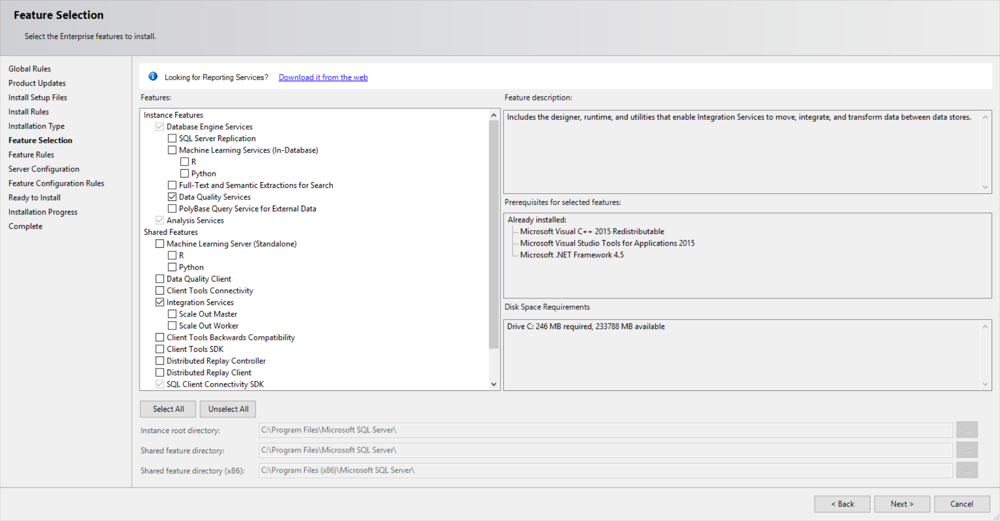 Feature Selection
Select the Enterprise features to install.
Global Rules
Product Updates
Install Setup Files
Install Rules
Installation Type
Feature Selection
Feature Rules
Server Configuration
Feature Configuration Rules
Ready to Install
Installation Progress
Complete
Looking for Reporting Services? Download it from the web
Features:
Instance Features
Database Engine Services
SQL Server Replication
Machine Learning Services (In-Database)
R
Python
Full-Text and Semantic Extractions for Search
Data Quality Services
PolyBase Query Service for External Data
Analysis Services
Shared Features
Machine Learning Server (Standalone)
R
Python
Data Quality Client
Client Tools Connectivity
Integration Services
Scale Out Master
Scale Out Worker
Client Tools Backwards Compatibility
Client Tools SDK
Distributed Replay Controller
Distributed Replay Client
SQL Client Connectivity SDK
Feature description:
Includes the designer, runtime, and utilities that enable Integration Services to move, integrate, and transform data between data stores.
Prerequisites for selected features:
Already installed:
Microsoft Visual C++ 2015 Redistributable
Microsoft Visual Studio Tools for Applications 2015
Microsoft .NET Framework 4.5
Disk Space Requirements
Drive C: 246 MB required, 233788 MB available
Select All
Unselect All
Instance root directory: C:\Program Files\Microsoft SQL Server\ ...
Shared feature directory: C:\Program Files\Microsoft SQL Server\ ...
Shared feature directory (x86): C:\Program Files (x86)\Microsoft SQL Server\ ...
< Back
Next >
Cancel